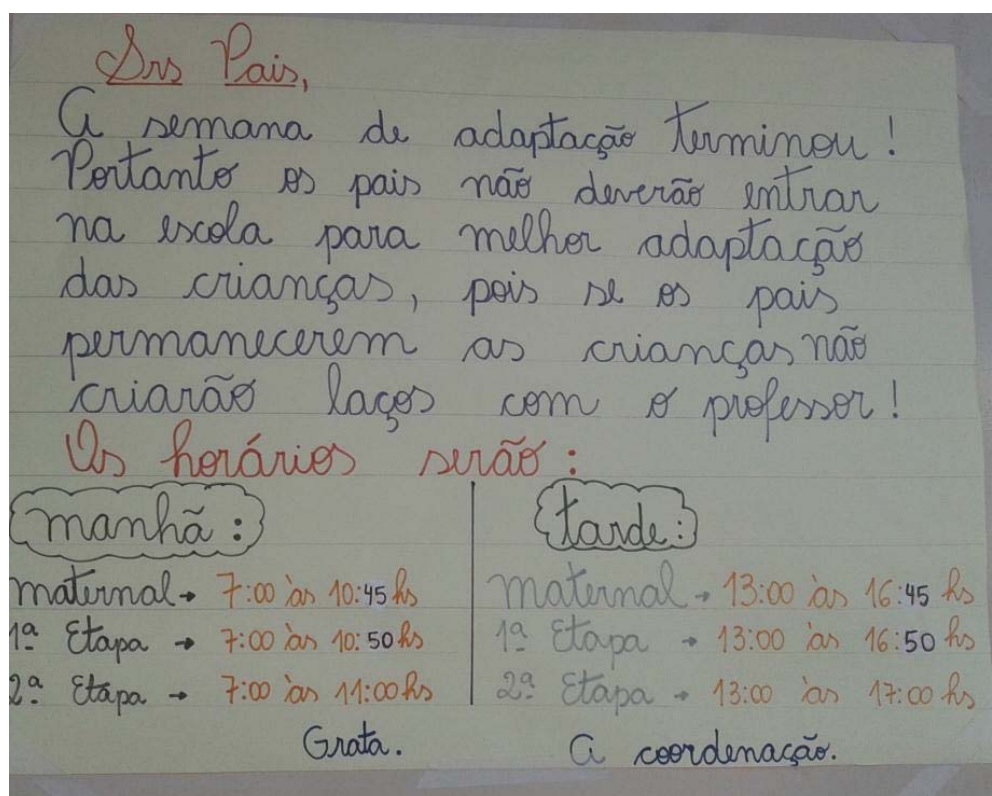 Srs Pais,
A semana de adaptação terminou!
Portanto os pais não deverão entrar
na escola para melhor adaptação
das crianças, pois se os pais
permanecerem as crianças não
criarão laços com o professor!
Os horários serão:
manhã:
maternal → 7:00 às 10:45 hs
1ª Etapa → 7:00 às 10:50 hs
2ª Etapa → 7:00 às 11:00 hs
tarde:
maternal → 13:00 às 16:45 hs
1ª Etapa → 13:00 às 16:50 hs
2ª Etapa → 13:00 às 17:00 hs
Grata. A coordenação.